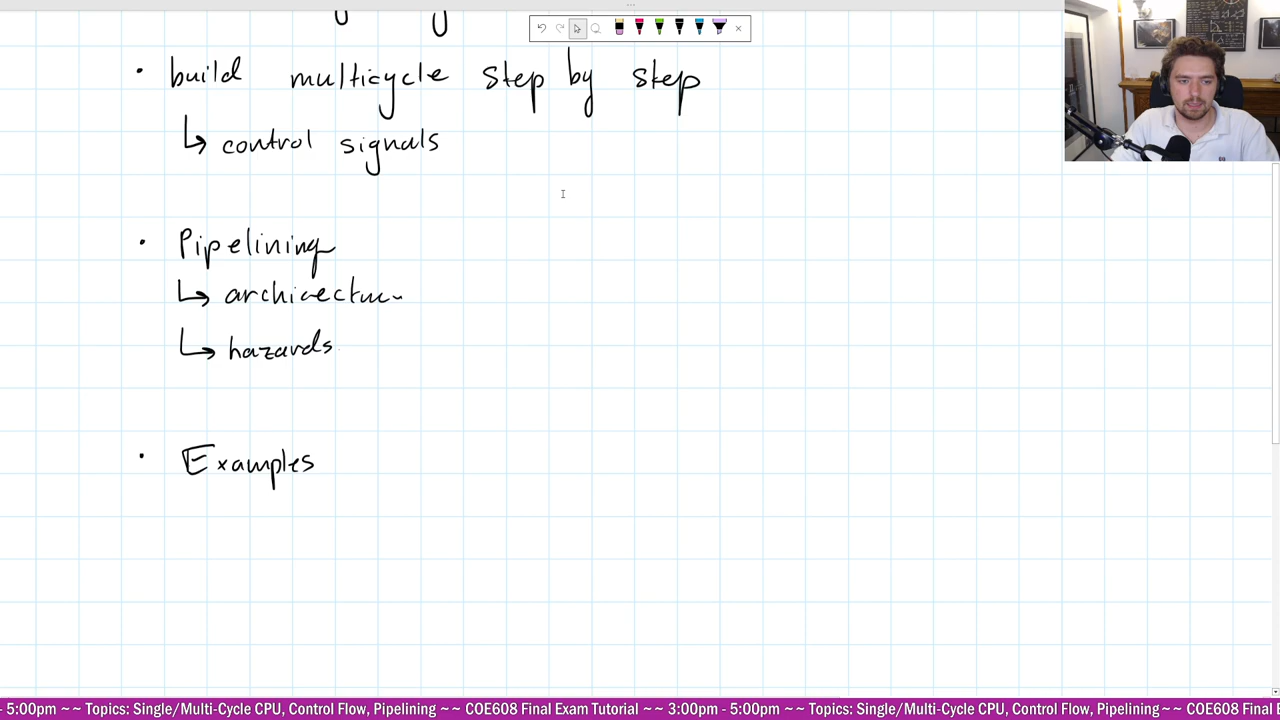 • build multicycle step by step
↳ control signals
• Pipelining
↳ architectur
↳ hazards
• Examples
- 5:00pm ~~ Topics: Single/Multi-Cycle CPU, Control Flow, Pipelining ~~ COE608 Final Exam Tutorial ~~ 3:00pm - 5:00pm ~~ Topics: Single/Multi-Cycle CPU, Control Flow, Pipelining ~~ COE608 Final E